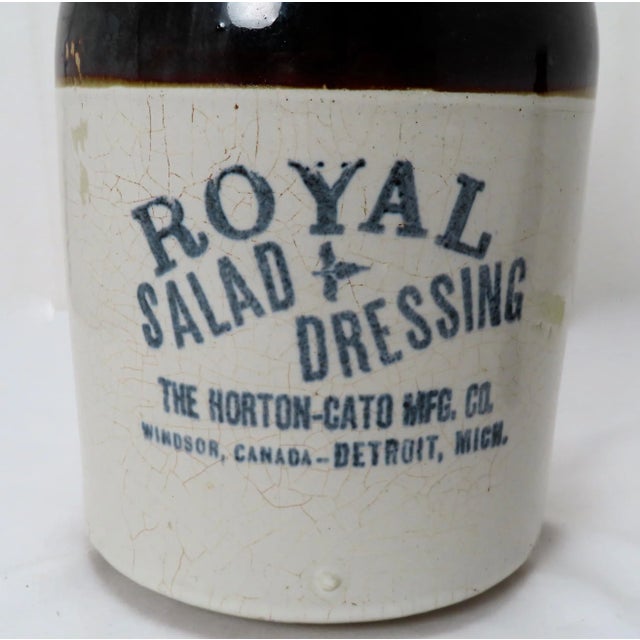 ROYAL
SALAD
DRESSING
THE HORTON-CATO MFG. CO.
WINDSOR, CANADA-DETROIT, MICH.